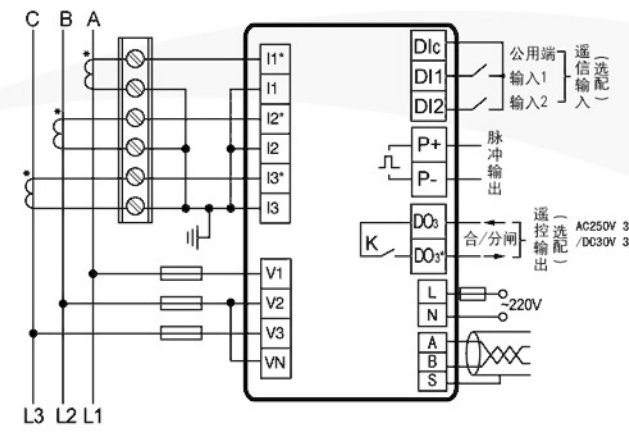 C B A
I1*
I1
I2*
I2
I3*
I3
V1
V2
V3
VN
L3 L2 L1
DIc
DI1
DI2
公用端
输入1
输入2
遥信输入
(选配)
P+
P-
脉冲输出
DO3
DO3*
K
合/分闸
遥控输出
(选配)
AC250V 3
/DC30V 3
L
N
~220V
A
B
S